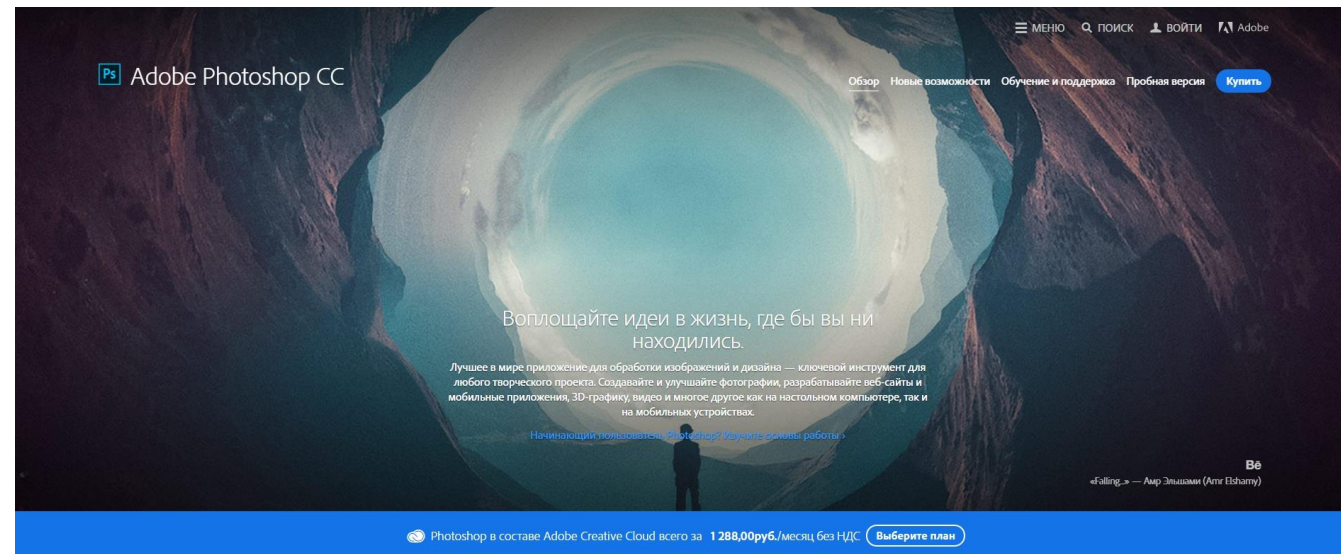 МЕНЮ ПОИСК ВОЙТИ Adobe
Ps Adobe Photoshop CC
Обзор Новые возможности Обучение и поддержка Пробная версия Купить
Воплощайте идеи в жизнь, где бы вы ни
находились.
Лучшее в мире приложение для обработки изображений и дизайна — ключевой инструмент для
любого творческого проекта. Создавайте и улучшайте фотографии, разрабатывайте веб-сайты и
мобильные приложения, 3D-графику, видео и многое другое как на настольном компьютере, так и
на мобильных устройствах.
Начинающий пользователь Photoshop? Изучите основы работы ›
Bē
«Falling..» — Амр Эльшами (Amr Elshamy)
Photoshop в составе Adobe Creative Cloud всего за 1 288,00руб./месяц без НДС Выберите план